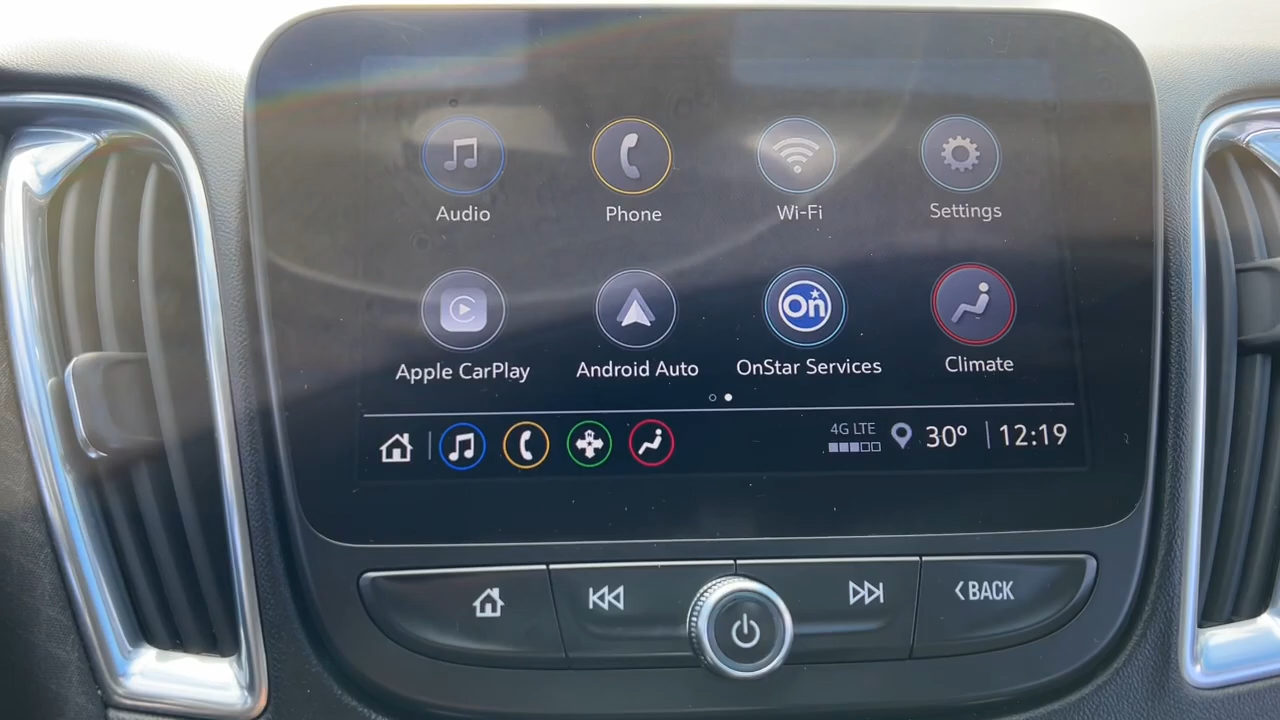 Audio Phone Wi-Fi Settings
On
Apple CarPlay Android Auto OnStar Services Climate
4G LTE 30° 12:19
BACK